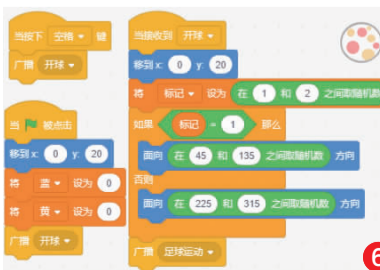 当按下 空格 键
广播 开球
当 被点击
移到 x: 0 y: 20
将 蓝 设为 0
将 黄 设为 0
广播 开球
当接收到 开球
移到 x: 0 y: 20
将 标记 设为 在 1 和 2 之间取随机数
如果 标记 = 1 那么
面向 在 45 和 135 之间取随机数 方向
否则
面向 在 225 和 315 之间取随机数 方向
广播 足球运动
6